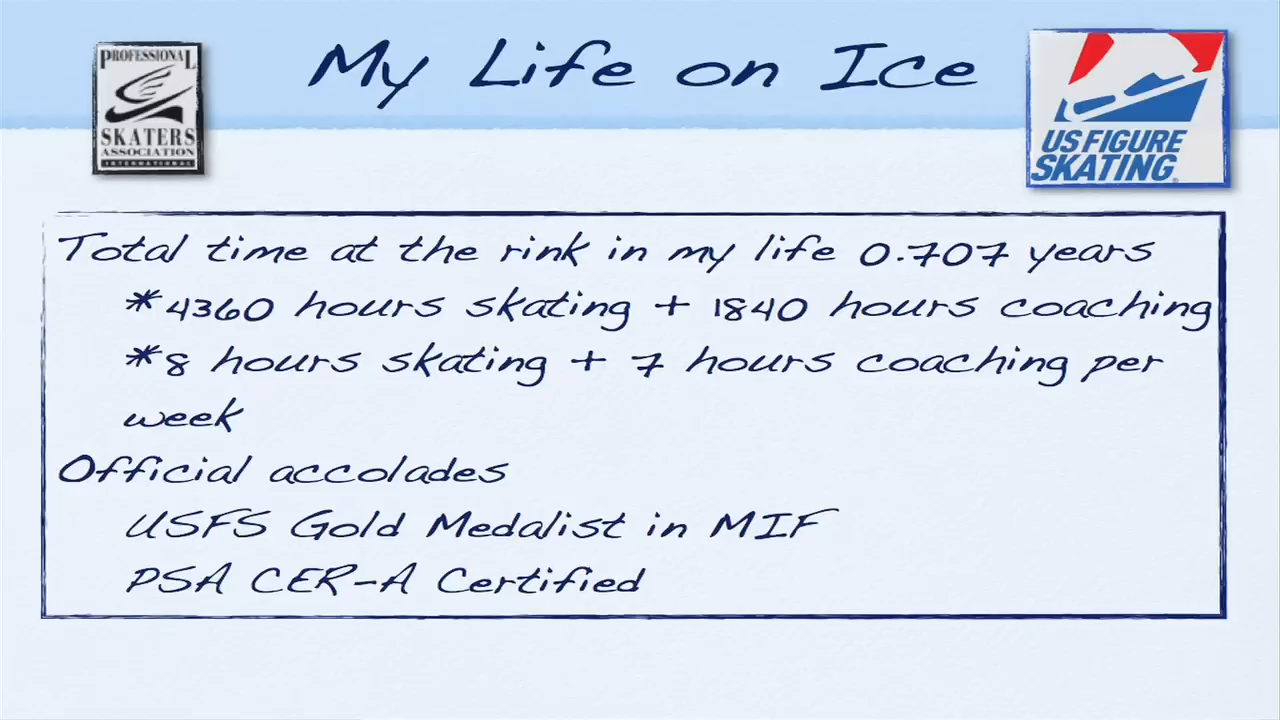 My Life on Ice
PROFESSIONAL
SKATERS
ASSOCIATION
INTERNATIONAL
US FIGURE
SKATING
Total time at the rink in my life 0.707 years
*4360 hours skating + 1840 hours coaching
*8 hours skating + 7 hours coaching per
week
Official accolades
USFS Gold Medalist in MIF
PSA CER-A Certified